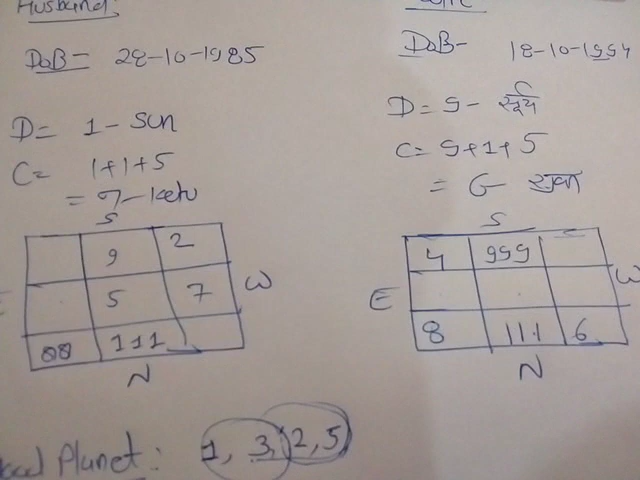 Husband:
DoB = 28-10-1985
D = 1 - Sun
C = 1+1+5
= 7 - Ketu
S
9 2
5 7 W
88 111
N
DoB - 18-10-1994
D = 9 - सूर्य
C = 9+1+5
= 6 - शुक्र
S
4 999
E W
8 111 6
N
Planet : 1, 3, 2, 5